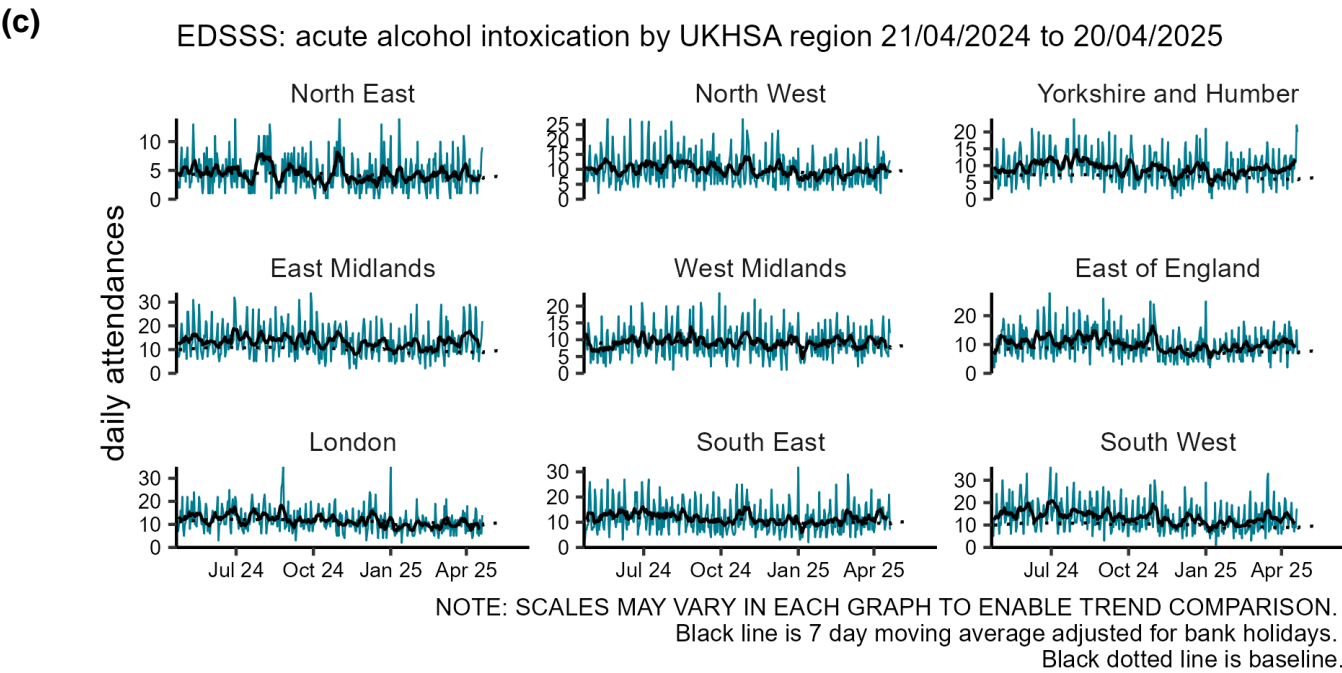 (c)
EDSSS: acute alcohol intoxication by UKHSA region 21/04/2024 to 20/04/2025
daily attendances
North East
10
5
0
North West
25
20
15
10
5
0
Yorkshire and Humber
20
15
10
5
0
East Midlands
30
20
10
0
West Midlands
20
15
10
5
0
East of England
20
10
0
London
30
20
10
0
Jul 24 Oct 24 Jan 25 Apr 25
South East
30
20
10
0
Jul 24 Oct 24 Jan 25 Apr 25
South West
30
20
10
0
Jul 24 Oct 24 Jan 25 Apr 25
NOTE: SCALES MAY VARY IN EACH GRAPH TO ENABLE TREND COMPARISON.
Black line is 7 day moving average adjusted for bank holidays.
Black dotted line is baseline.